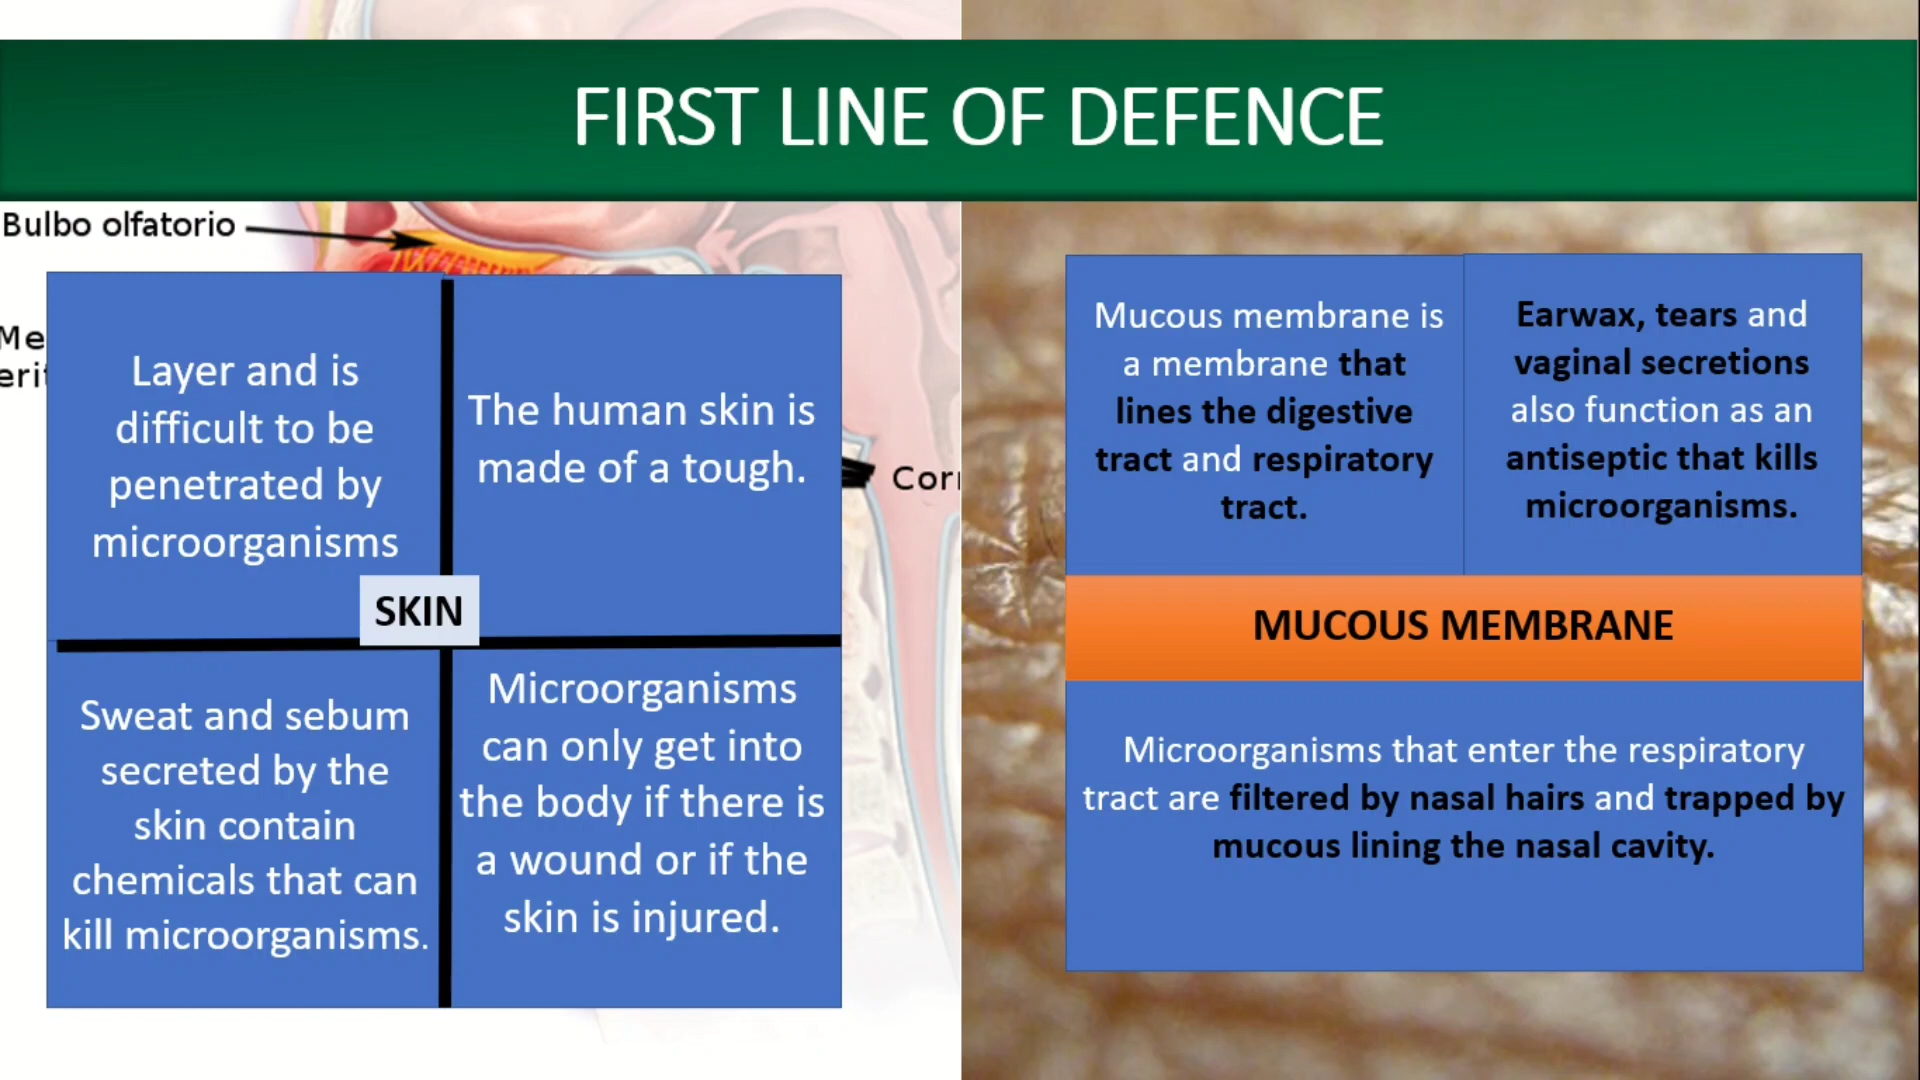 FIRST LINE OF DEFENCE
Bulbo olfatorio
Layer and is
difficult to be
penetrated by
microorganisms
The human skin is
made of a tough.
SKIN
Sweat and sebum
secreted by the
skin contain
chemicals that can
kill microorganisms.
Microorganisms
can only get into
the body if there is
a wound or if the
skin is injured.
Mucous membrane is
a membrane that
lines the digestive
tract and respiratory
tract.
Earwax, tears and
vaginal secretions
also function as an
antiseptic that kills
microorganisms.
MUCOUS MEMBRANE
Microorganisms that enter the respiratory
tract are filtered by nasal hairs and trapped by
mucous lining the nasal cavity.